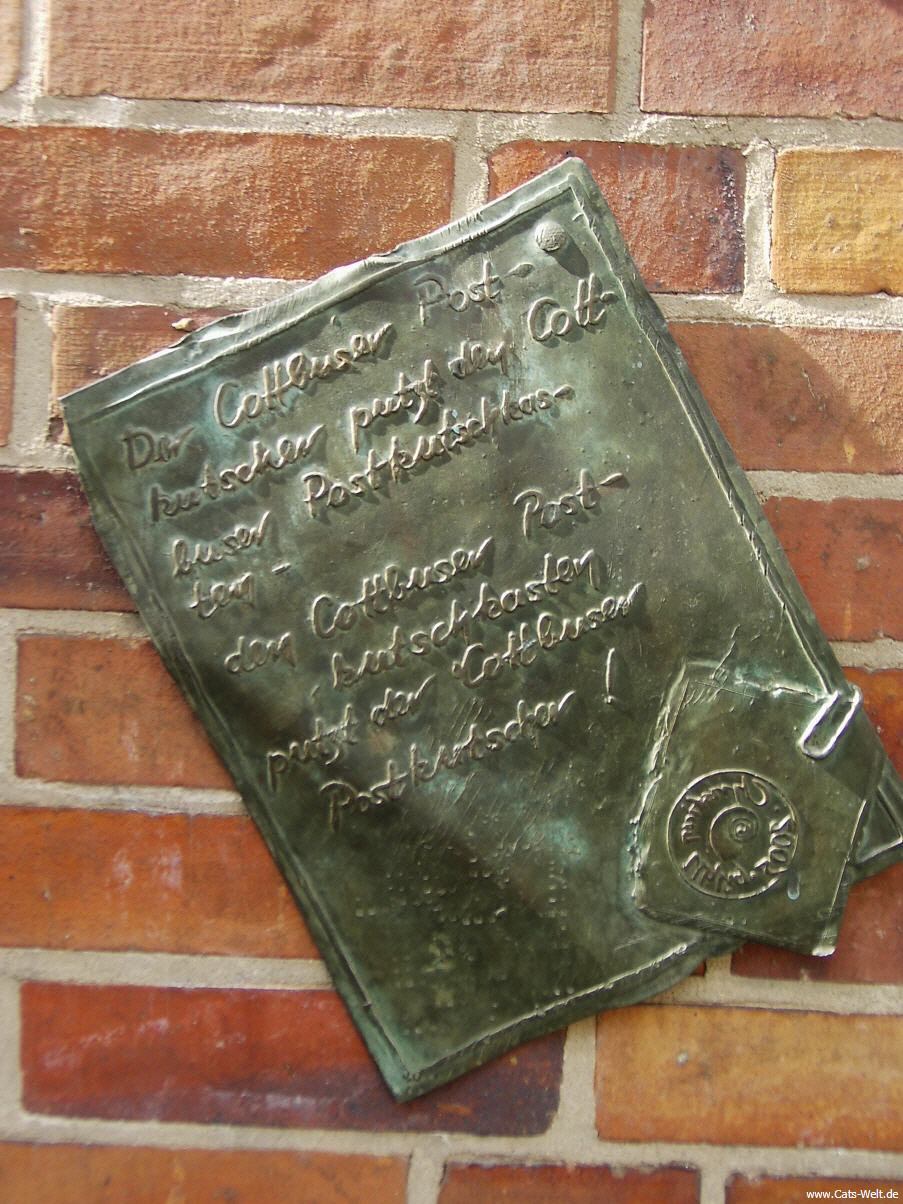 Der Cottbuser Post-
kutscher putzt den Cott-
buser Postkutschkas-
ten -
den Cottbuser Post-
kutschkasten
putzt der Cottbuser
Postkutscher !
2002
www.Cats-Welt.de